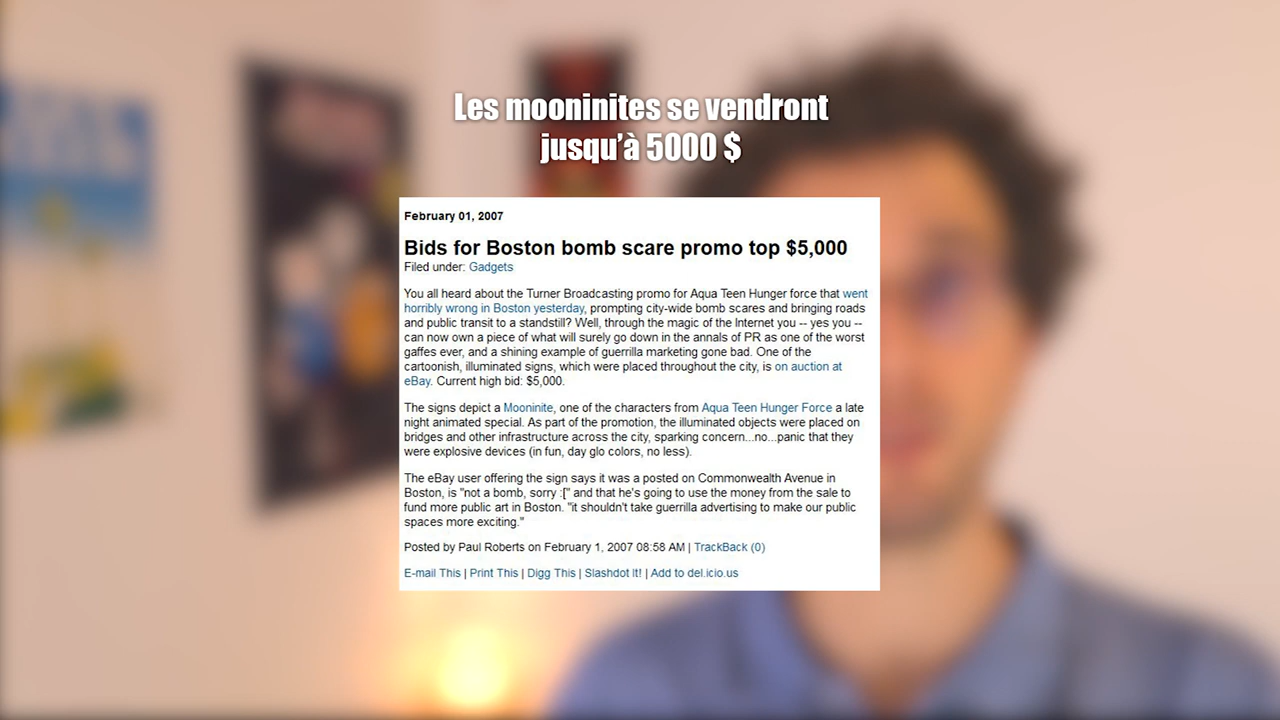 Les mooninites se vendront
jusqu'à 5000 $
February 01, 2007
Bids for Boston bomb scare promo top $5,000
Filed under: Gadgets
You all heard about the Turner Broadcasting promo for Aqua Teen Hunger force that went
horribly wrong in Boston yesterday, prompting city-wide bomb scares and bringing roads
and public transit to a standstill? Well, through the magic of the Internet you -- yes you --
can now own a piece of what will surely go down in the annals of PR as one of the worst
gaffes ever, and a shining example of guerrilla marketing gone bad. One of the
cartoonish, illuminated signs, which were placed throughout the city, is on auction at
eBay. Current high bid: $5,000.
The signs depict a Mooninite, one of the characters from Aqua Teen Hunger Force a late
night animated special. As part of the promotion, the illuminated objects were placed on
bridges and other infrastructure across the city, sparking concern...no...panic that they
were explosive devices (in fun, day glo colors, no less).
The eBay user offering the sign says it was a posted on Commonwealth Avenue in
Boston, is "not a bomb, sorry :[" and that he's going to use the money from the sale to
fund more public art in Boston. "it shouldn't take guerrilla advertising to make our public
spaces more exciting."
Posted by Paul Roberts on February 1, 2007 08:58 AM | TrackBack (0)
E-mail This | Print This | Digg This | Slashdot It! | Add to del.icio.us